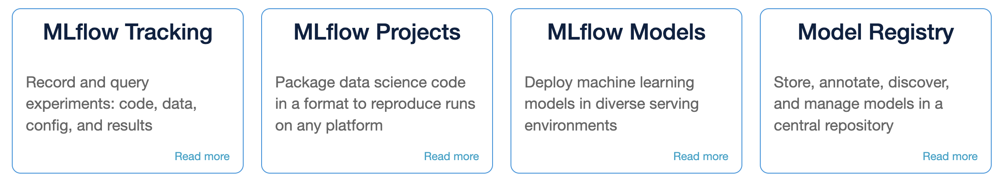 MLflow Tracking
Record and query
experiments: code, data,
config, and results
Read more
MLflow Projects
Package data science code
in a format to reproduce runs
on any platform
Read more
MLflow Models
Deploy machine learning
models in diverse serving
environments
Read more
Model Registry
Store, annotate, discover,
and manage models in a
central repository
Read more